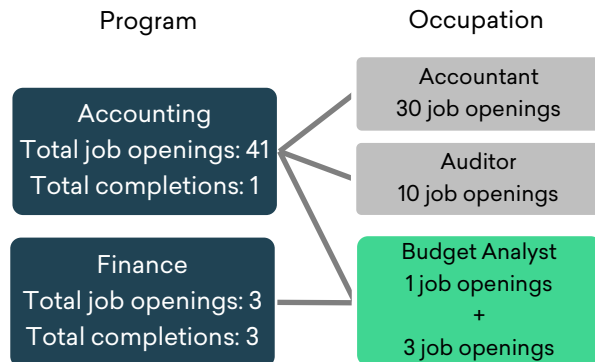 Program
Occupation
Accounting
Total job openings: 41
Total completions: 1
Finance
Total job openings: 3
Total completions: 3
Accountant
30 job openings
Auditor
10 job openings
Budget Analyst
1 job openings
+
3 job openings